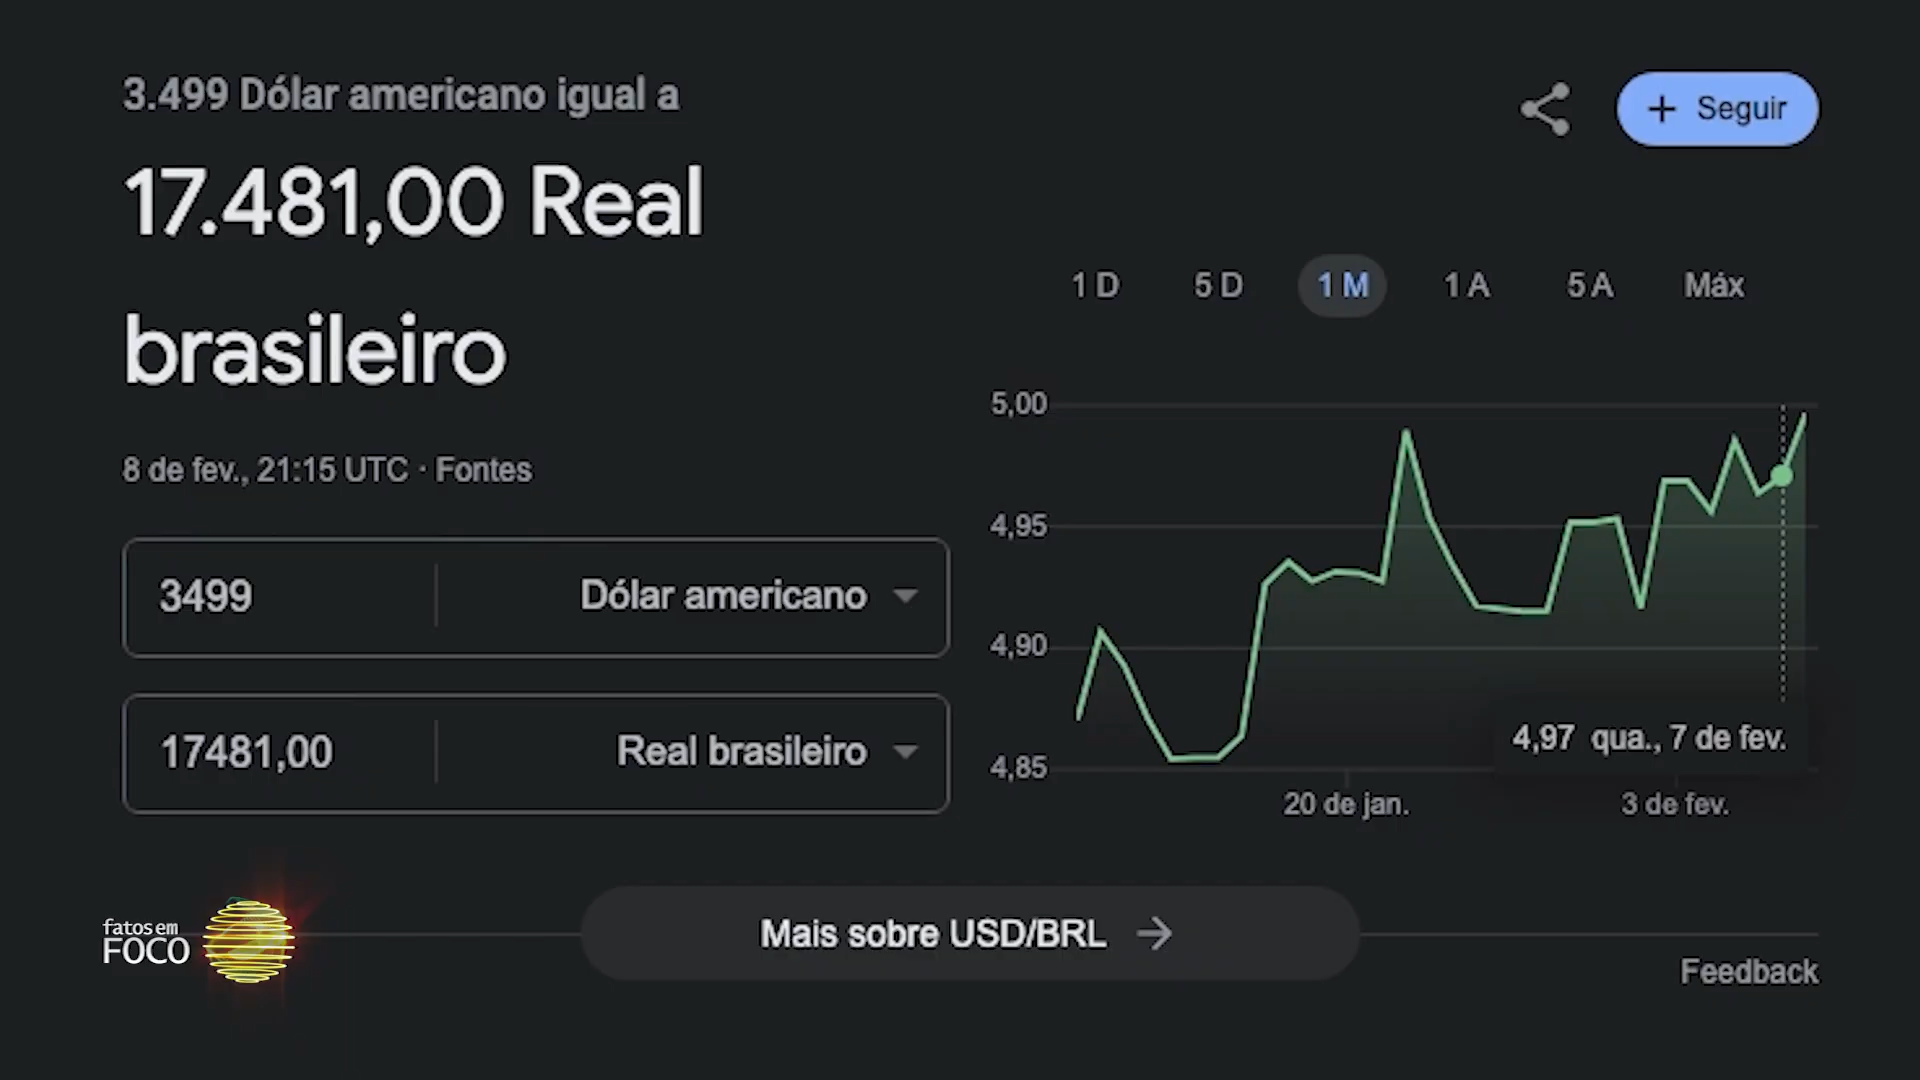 3.499 Dólar americano igual a
17.481,00 Real
brasileiro
8 de fev., 21:15 UTC · Fontes
3499 Dólar americano
17481,00 Real brasileiro
+ Seguir
1 D 5 D 1 M 1 A 5 A Máx
5,00
4,95
4,90
4,85
4,97 qua., 7 de fev.
20 de jan. 3 de fev.
fatos em
FOCO
Mais sobre USD/BRL →
Feedback